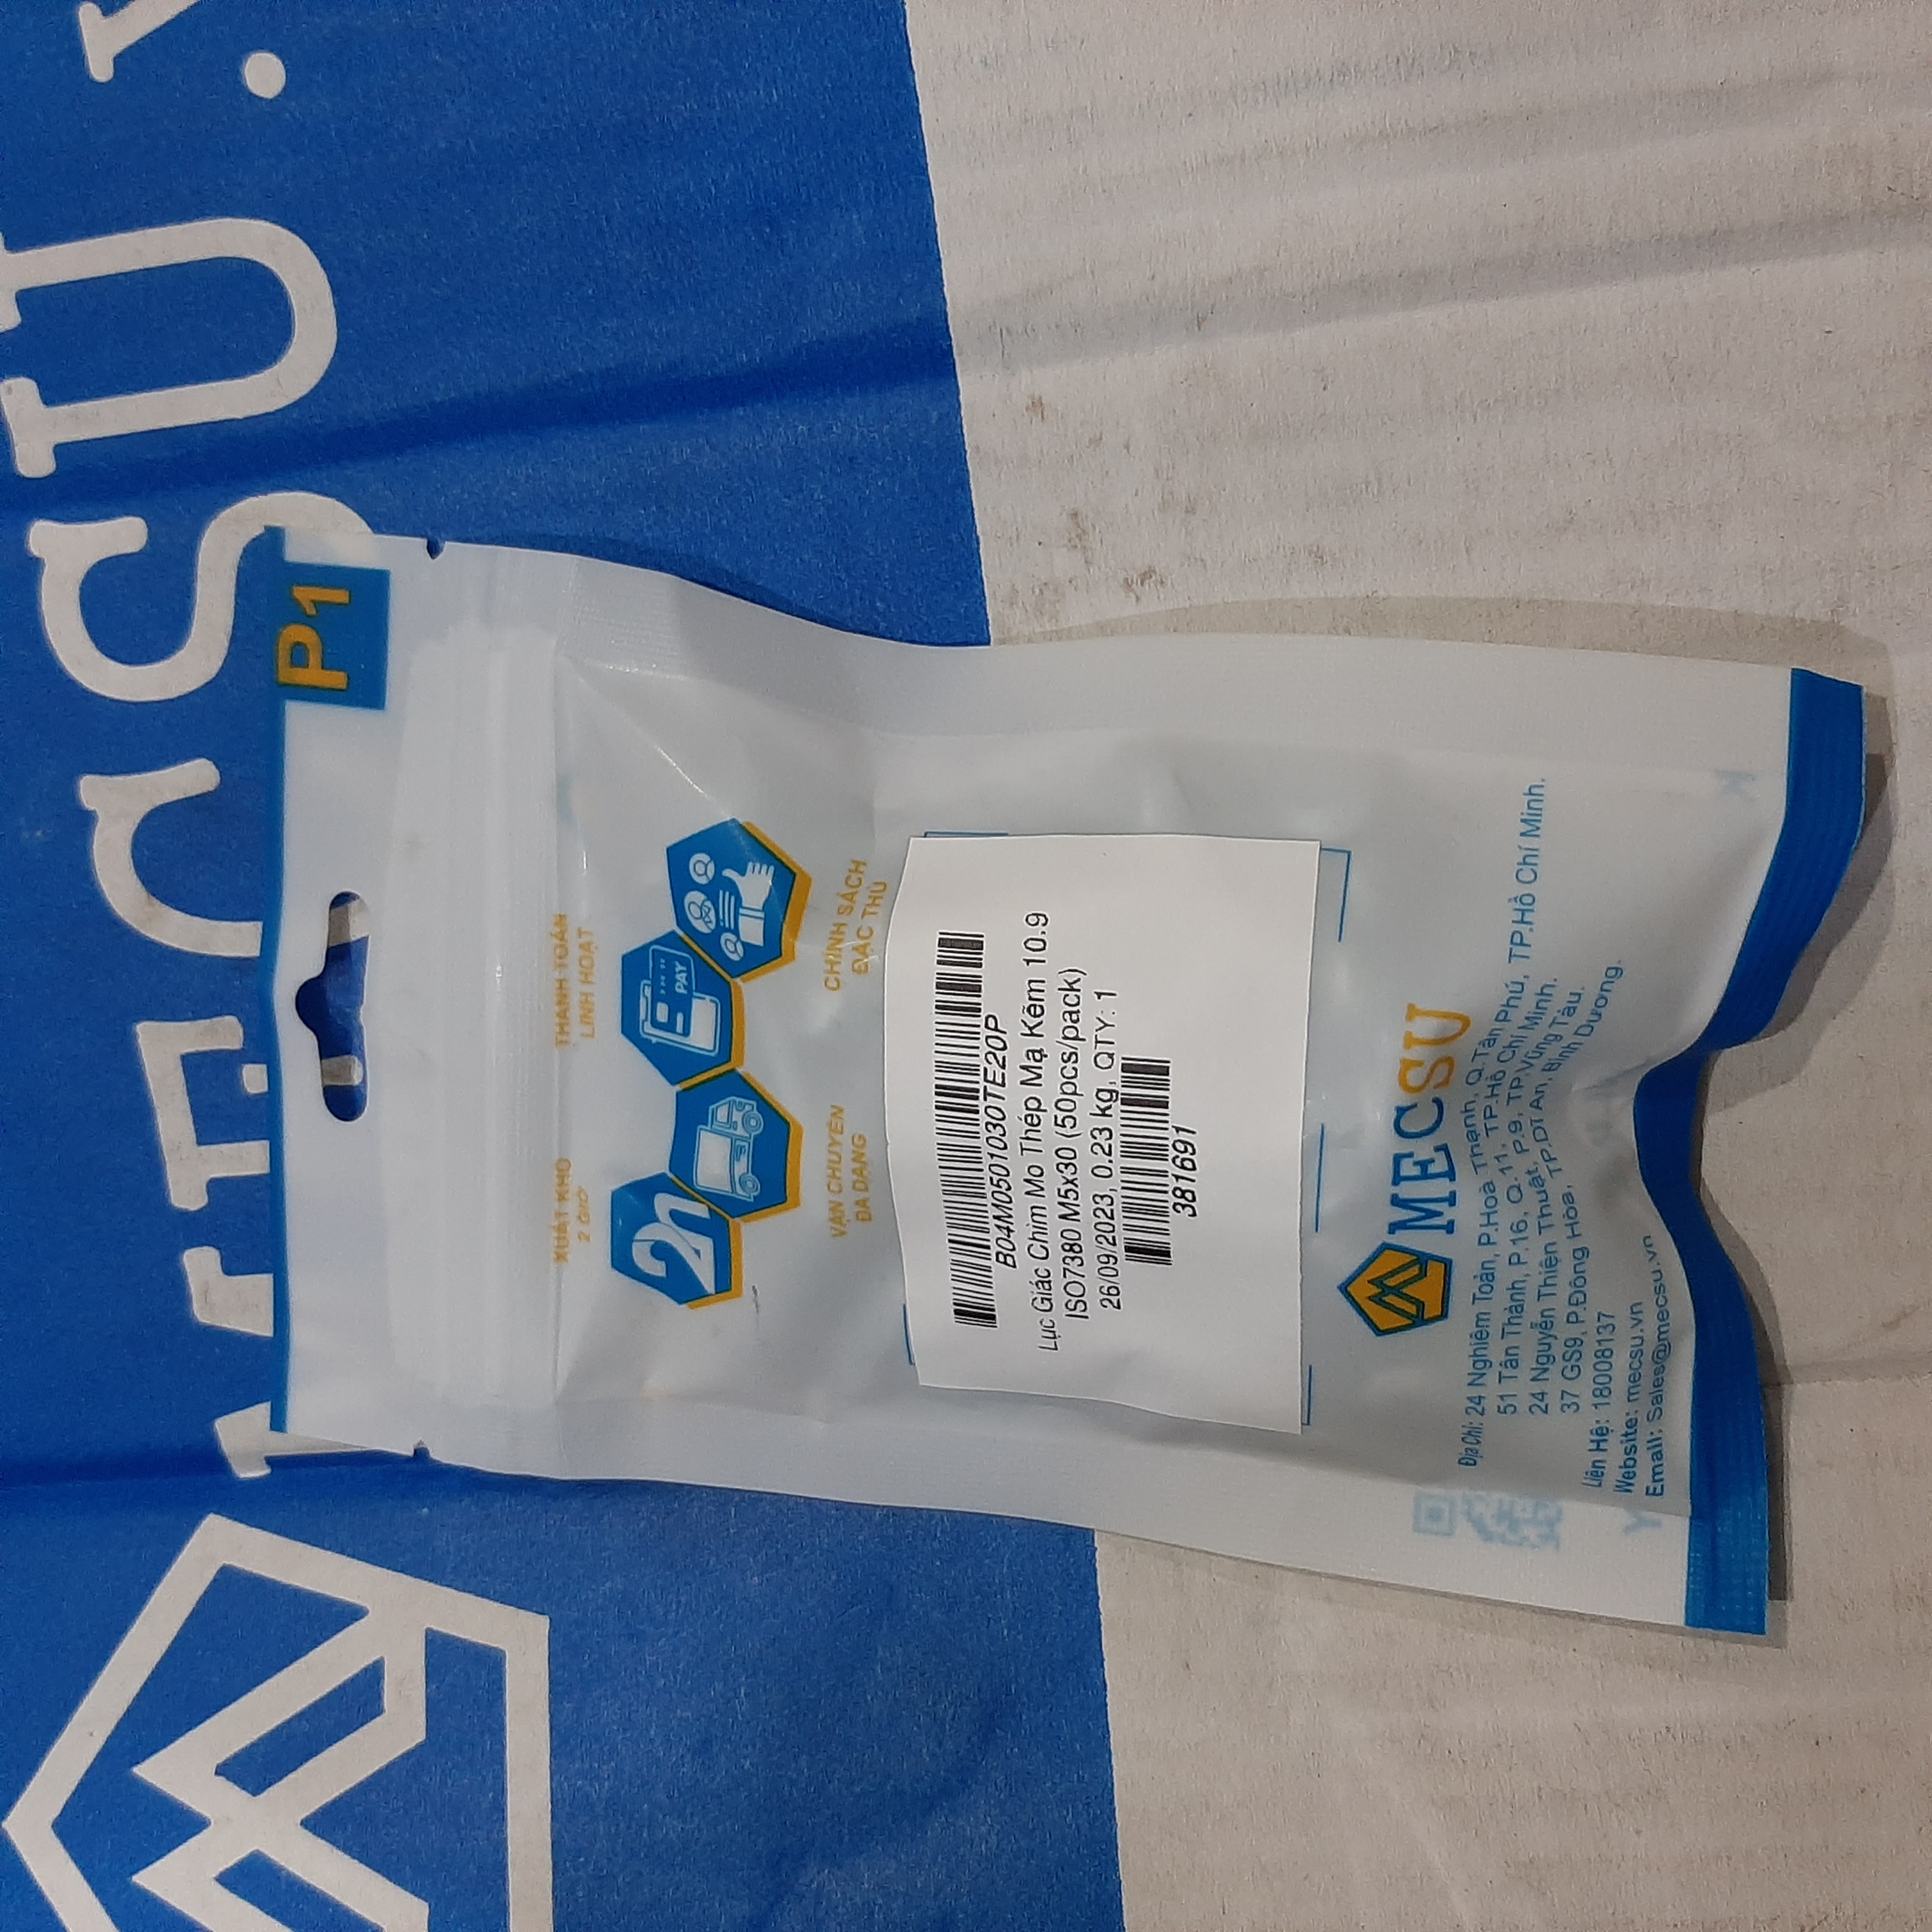 P1
THANH TOÁN
LINH HOẠT
XUẤT KHO
2 GIỜ
PAY
2h
CHÍNH SÁCH
ĐẶC THÙ
VẬN CHUYỂN
ĐA DẠNG
B04M0501030TE20P
Lục Giác Chìm Mo Thép Mạ Kẽm 10.9
ISO7380 M5x30 (50pcs/pack)
26/09/2023, 0.23 kg, QTY: 1
381691
MECSU
Địa Chỉ: 24 Nghiêm Toản, P.Hoà Thạnh, Q.Tân Phú, TP.Hồ Chí Minh.
51 Tân Thành, P.16, Q.11, TP.Hồ Chí Minh.
24 Nguyễn Thiện Thuật, P.9, TP.Vũng Tàu.
37 GS9, P.Đông Hòa, TP.Dĩ An, Bình Dương.
Liên Hệ: 18008137
Website: mecsu.vn
Email: Sales@mecsu.vn